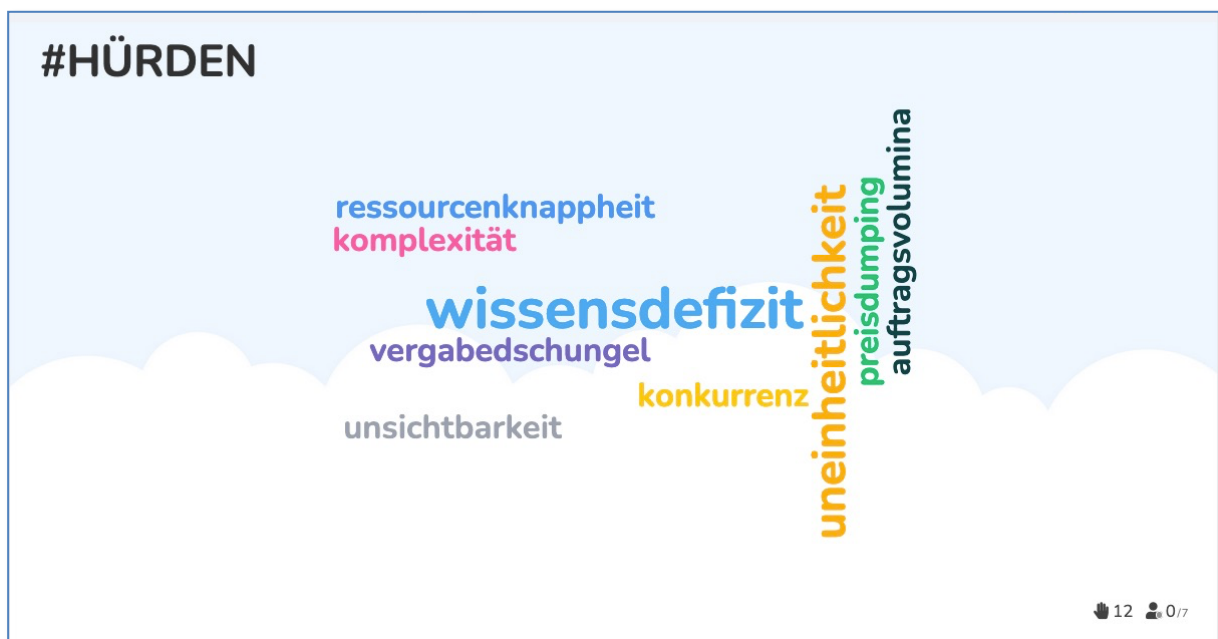 #HÜRDEN
ressourcenknappheit
komplexität
wissensdefizit
vergabedschungel
konkurrenz
unsichtbarkeit
uneinheitlichkeit
preisdumping
auftragsvolumina
12 0/7